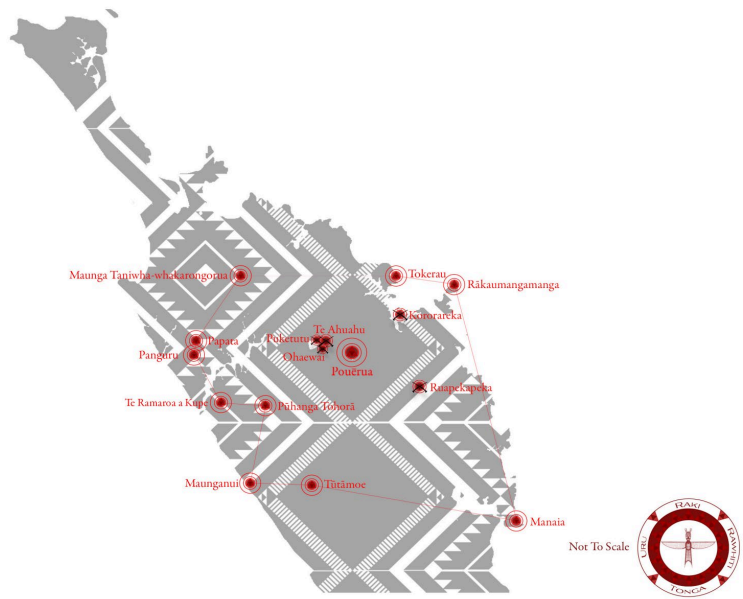 Maunga Taniwha-whakarongorua
Tokerau
Rākaumangamanga
Kororareka
Te Ahuahu
Puketutu
Papata
Panguru
Ohaewai
Pouērua
Ruapekapeka
Te Ramaroa a Kupe
Pūhanga Tohorā
Maunganui
Tūtāmoe
Manaia
Not To Scale
RAKI
RAWHITI
TONGA
URU